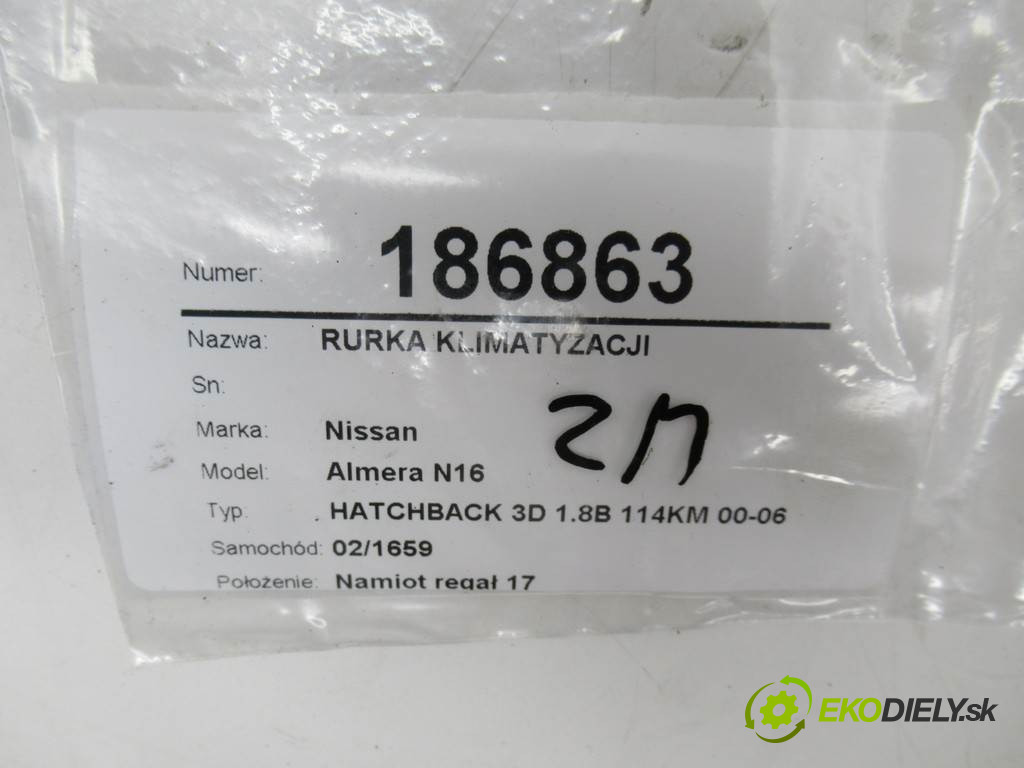 Numer: 186863
Nazwa: RURKA KLIMATYZACJI
Sn:
Marka: Nissan
Model: Almera N16
Typ: HATCHBACK 3D 1.8B 114KM 00-06
Samochód: 02/1659
Położenie: Namiot regał 17
EKODIELY.sk